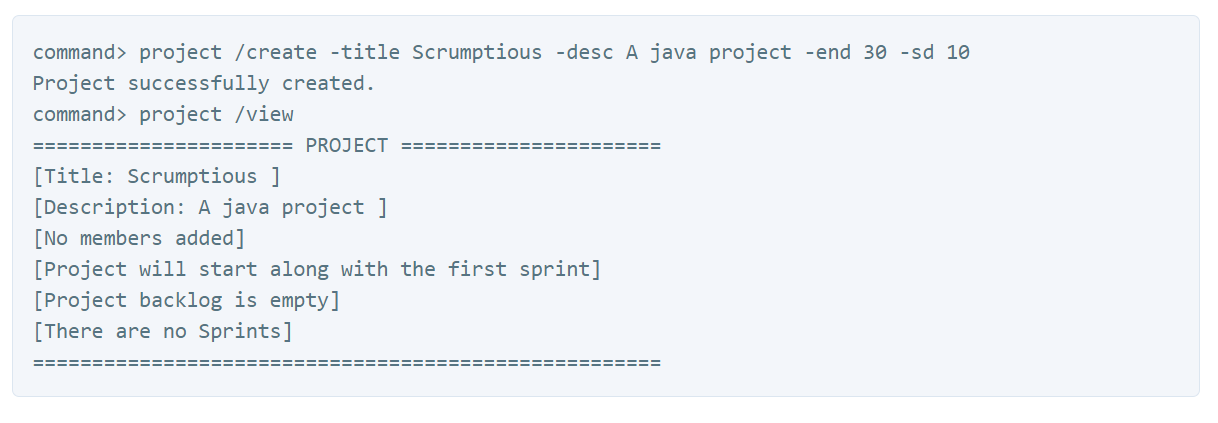 command> project /create -title Scrumptious -desc A java project -end 30 -sd 10
Project successfully created.
command> project /view
====================== PROJECT ======================
[Title: Scrumptious ]
[Description: A java project ]
[No members added]
[Project will start along with the first sprint]
[Project backlog is empty]
[There are no Sprints]
=====================================================